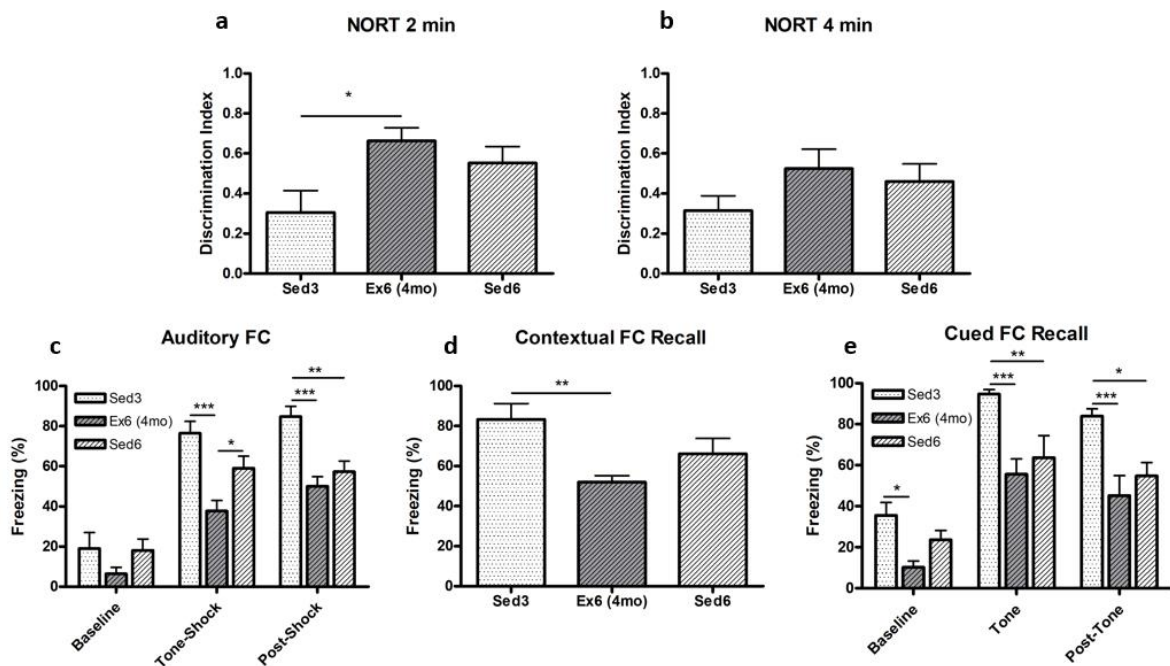 a
NORT 2 min
Discrimination Index
1.0
0.8
0.6
0.4
0.2
0.0
*
Sed3
Ex6 (4mo)
Sed6
b
NORT 4 min
Discrimination Index
1.0
0.8
0.6
0.4
0.2
0.0
Sed3
Ex6 (4mo)
Sed6
c
Auditory FC
Freezing (%)
100
80
60
40
20
0
Sed3
Ex6 (4mo)
Sed6
***
*
**
***
Baseline
Tone-Shock
Post-Shock
d
Contextual FC Recall
Freezing (%)
100
80
60
40
20
0
**
Sed3
Ex6 (4mo)
Sed6
e
Cued FC Recall
Freezing (%)
100
80
60
40
20
0
Sed3
Ex6 (4mo)
Sed6
*
**
***
*
***
Baseline
Tone
Post-Tone